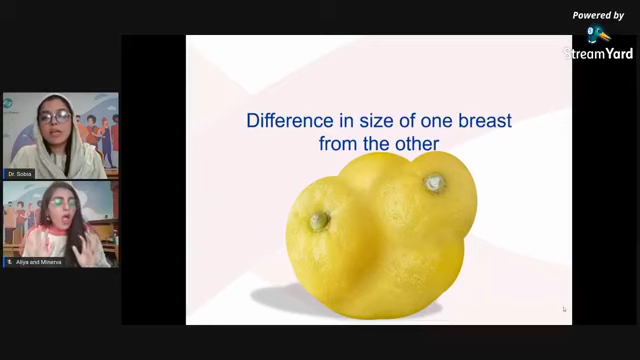 Powered by
StreamYard
Difference in size of one breast
from the other
Dr. Sobia
Aliya and Minerva